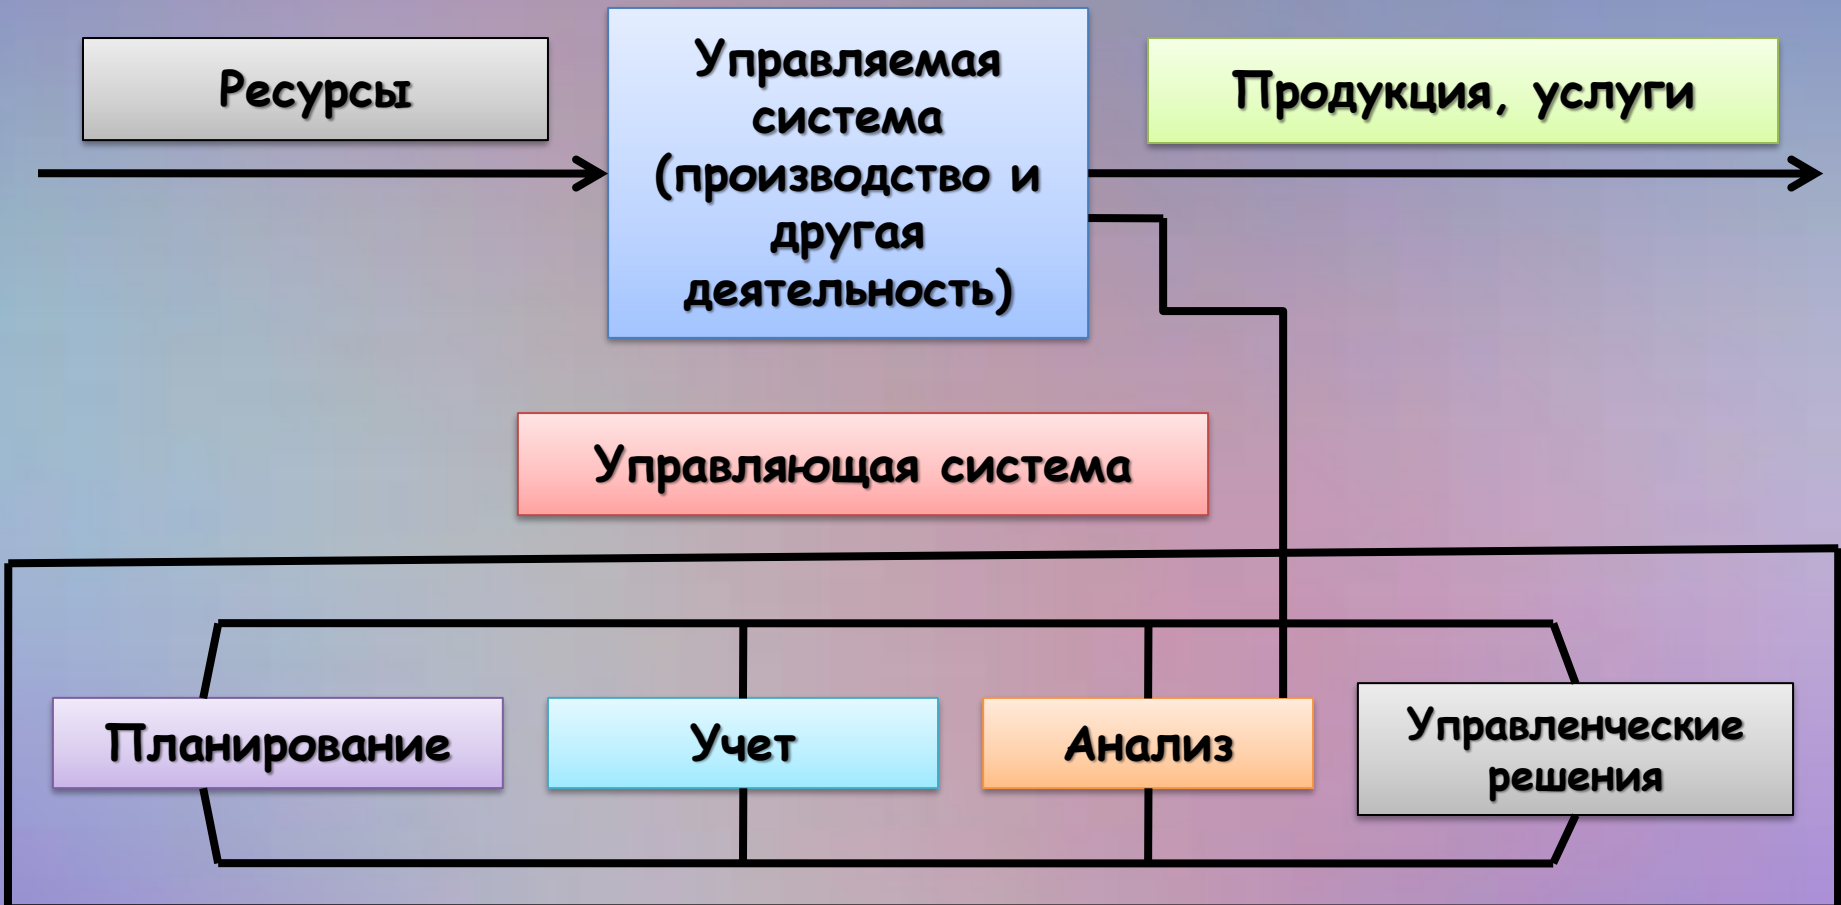 Ресурсы
Управляемая
система
(производство и
другая
деятельность)
Продукция, услуги
Управляющая система
Планирование
Учет
Анализ
Управленческие
решения